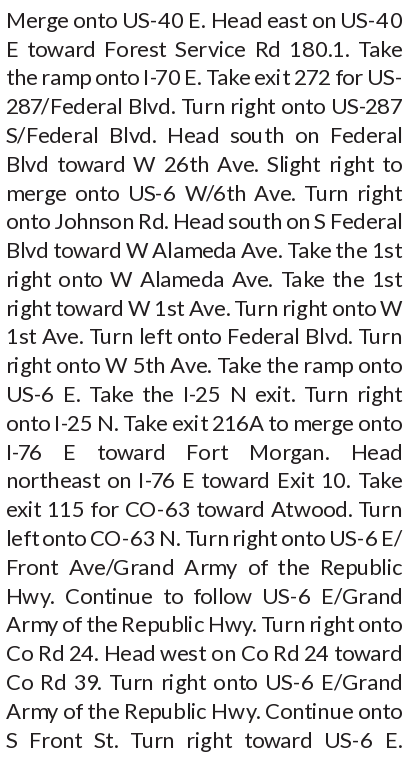 Merge onto US-40 E. Head east on US-40
E toward Forest Service Rd 180.1. Take
the ramp onto I-70 E. Take exit 272 for US-
287/Federal Blvd. Turn right onto US-287
S/Federal Blvd. Head south on Federal
Blvd toward W 26th Ave. Slight right to
merge onto US-6 W/6th Ave. Turn right
onto Johnson Rd. Head south on S Federal
Blvd toward W Alameda Ave. Take the 1st
right onto W Alameda Ave. Take the 1st
right toward W 1st Ave. Turn right onto W
1st Ave. Turn left onto Federal Blvd. Turn
right onto W 5th Ave. Take the ramp onto
US-6 E. Take the I-25 N exit. Turn right
onto I-25 N. Take exit 216A to merge onto
I-76 E toward Fort Morgan. Head
northeast on I-76 E toward Exit 10. Take
exit 115 for CO-63 toward Atwood. Turn
left onto CO-63 N. Turn right onto US-6 E/
Front Ave/Grand Army of the Republic
Hwy. Continue to follow US-6 E/Grand
Army of the Republic Hwy. Turn right onto
Co Rd 24. Head west on Co Rd 24 toward
Co Rd 39. Turn right onto US-6 E/Grand
Army of the Republic Hwy. Continue onto
S Front St. Turn right toward US-6 E.